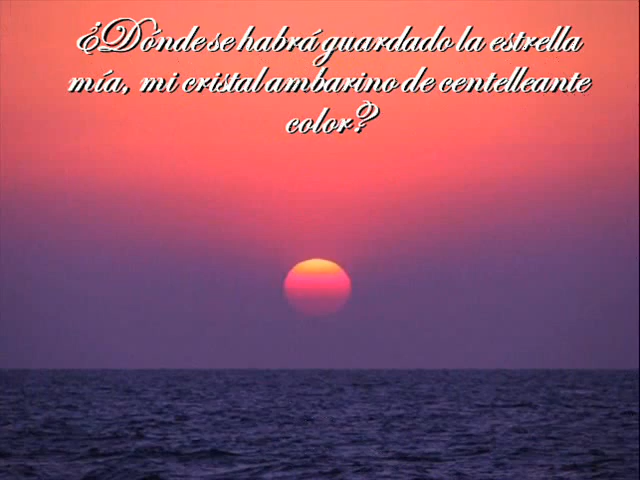 ¿Dónde se habrá guardado la estrella
mía, mi cristal ambarino de centelleante
color?